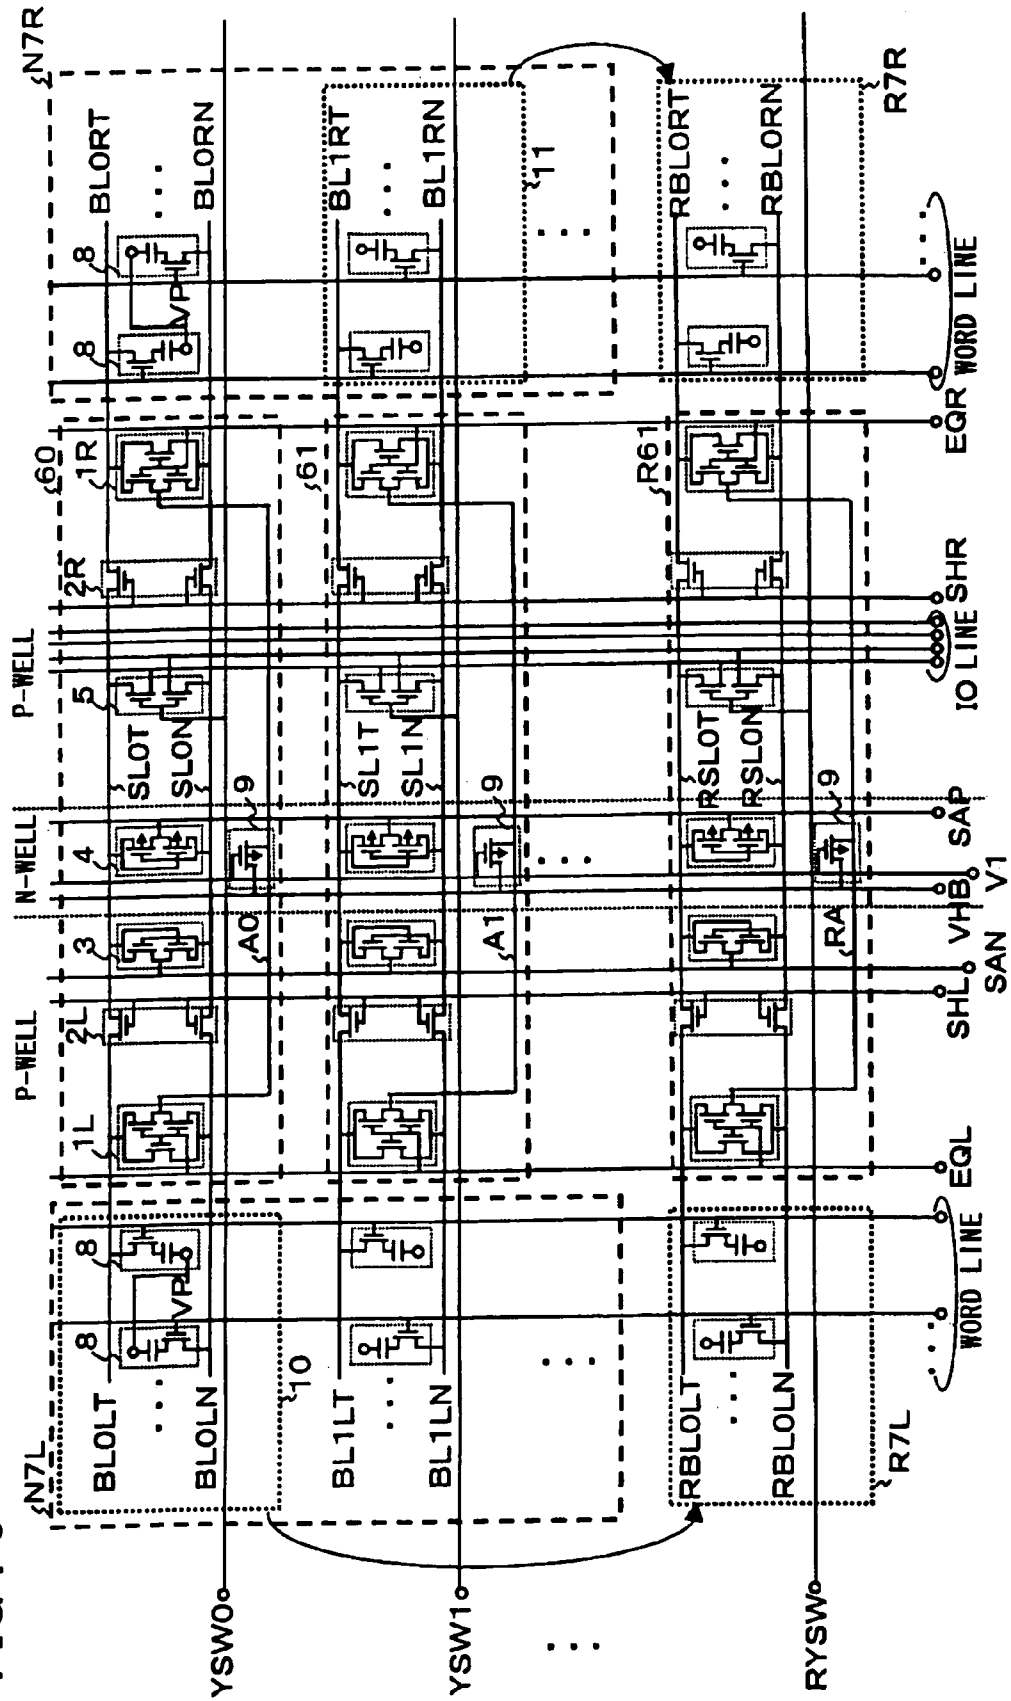 N7L
N7R
P-WELL
N-WELL
P-WELL
60
8
8
1L
2L
3
4
5
2R
1R
8
8
BL0LT
BL0LN
VP
A0
9
SL0T
SL0N
VP
BL0RT
BL0RN
10
YSW0
61
BL1LT
BL1LN
A1
9
SL1T
SL1N
BL1RT
BL1RN
11
YSW1
R61
RBL0LT
RBL0LN
RA
9
RSL0T
RSL0N
RBL0RT
RBL0RN
RYSW
R7L
R7R
WORD LINE
EQL
SHL
SAN
VHB
V1
SAP
IO LINE
SHR
EQR
WORD LINE